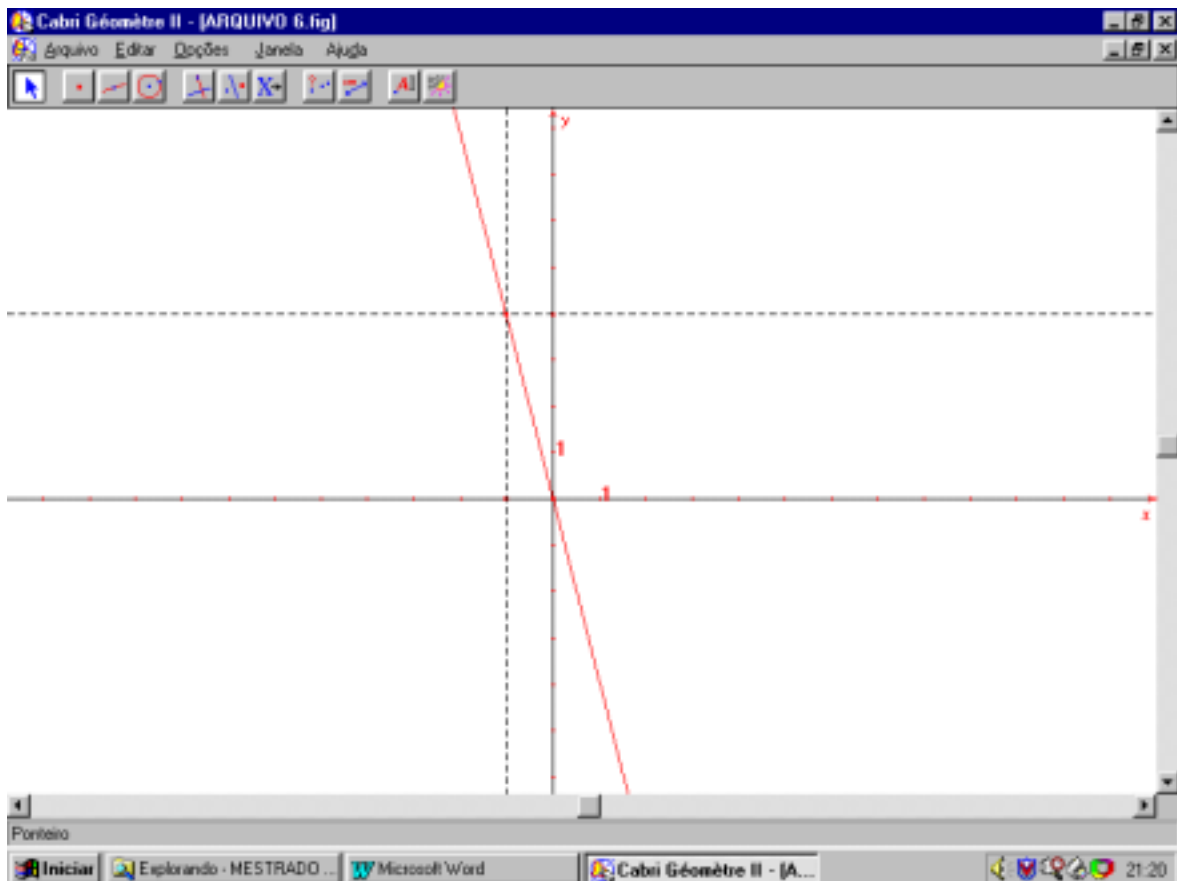 Cabri Géomètre II - [ARQUIVO 6.fig]
Arquivo Editar Opções Janela Ajuda
y
1
1
x
Ponteiro
Iniciar Explorando - MESTRADO ... Microsoft Word Cabri Géomètre II - [A... 21:20